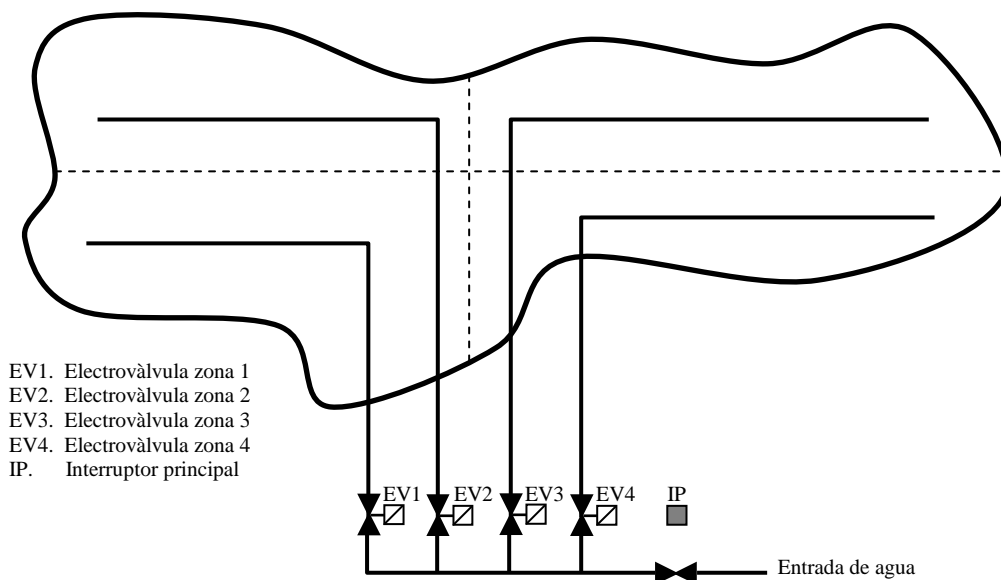 EV1. Electrovàlvula zona 1
EV2. Electrovàlvula zona 2
EV3. Electrovàlvula zona 3
EV4. Electrovàlvula zona 4
IP. Interruptor principal
EV1 EV2 EV3 EV4 IP
Entrada de agua